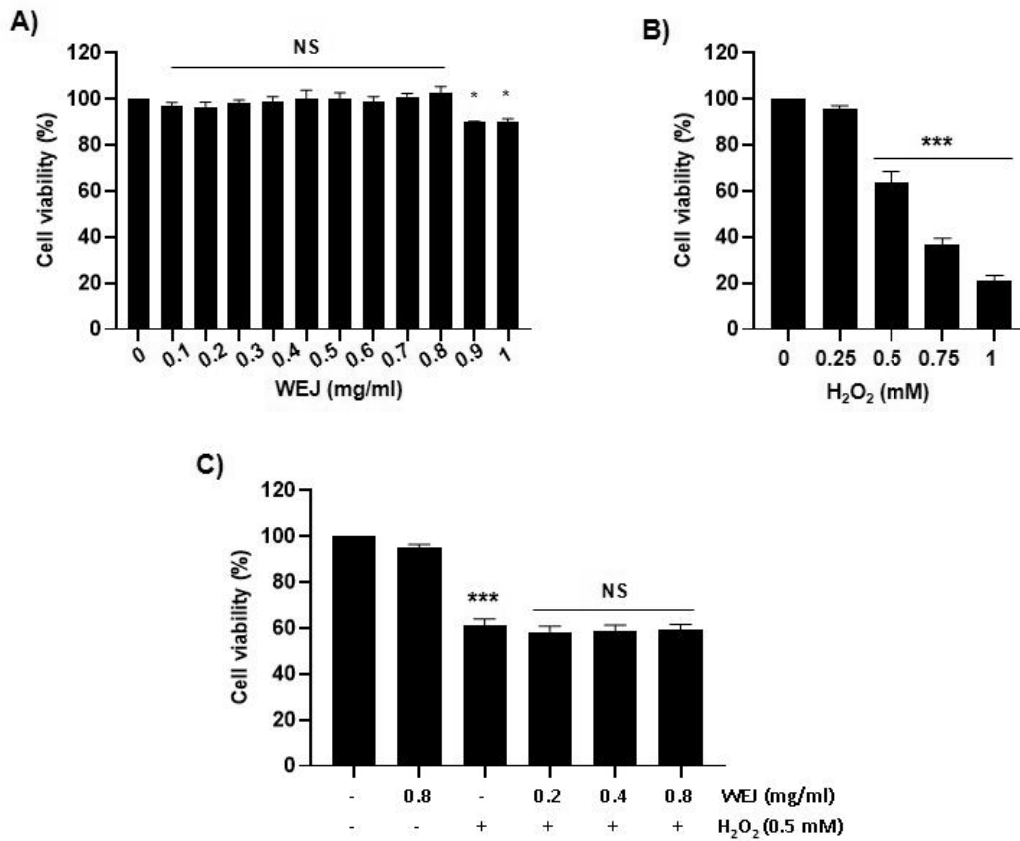 A)
NS
* *
Cell viability (%)
120
100
80
60
40
20
0
0 0.1 0.2 0.3 0.4 0.5 0.6 0.7 0.8 0.9 1
WEJ (mg/ml)
B)
***
Cell viability (%)
120
100
80
60
40
20
0
0 0.25 0.5 0.75 1
H₂O₂ (mM)
C)
*** NS
Cell viability (%)
120
100
80
60
40
20
0
- 0.8 - 0.2 0.4 0.8 WEJ (mg/ml)
- - + + + + H₂O₂ (0.5 mM)